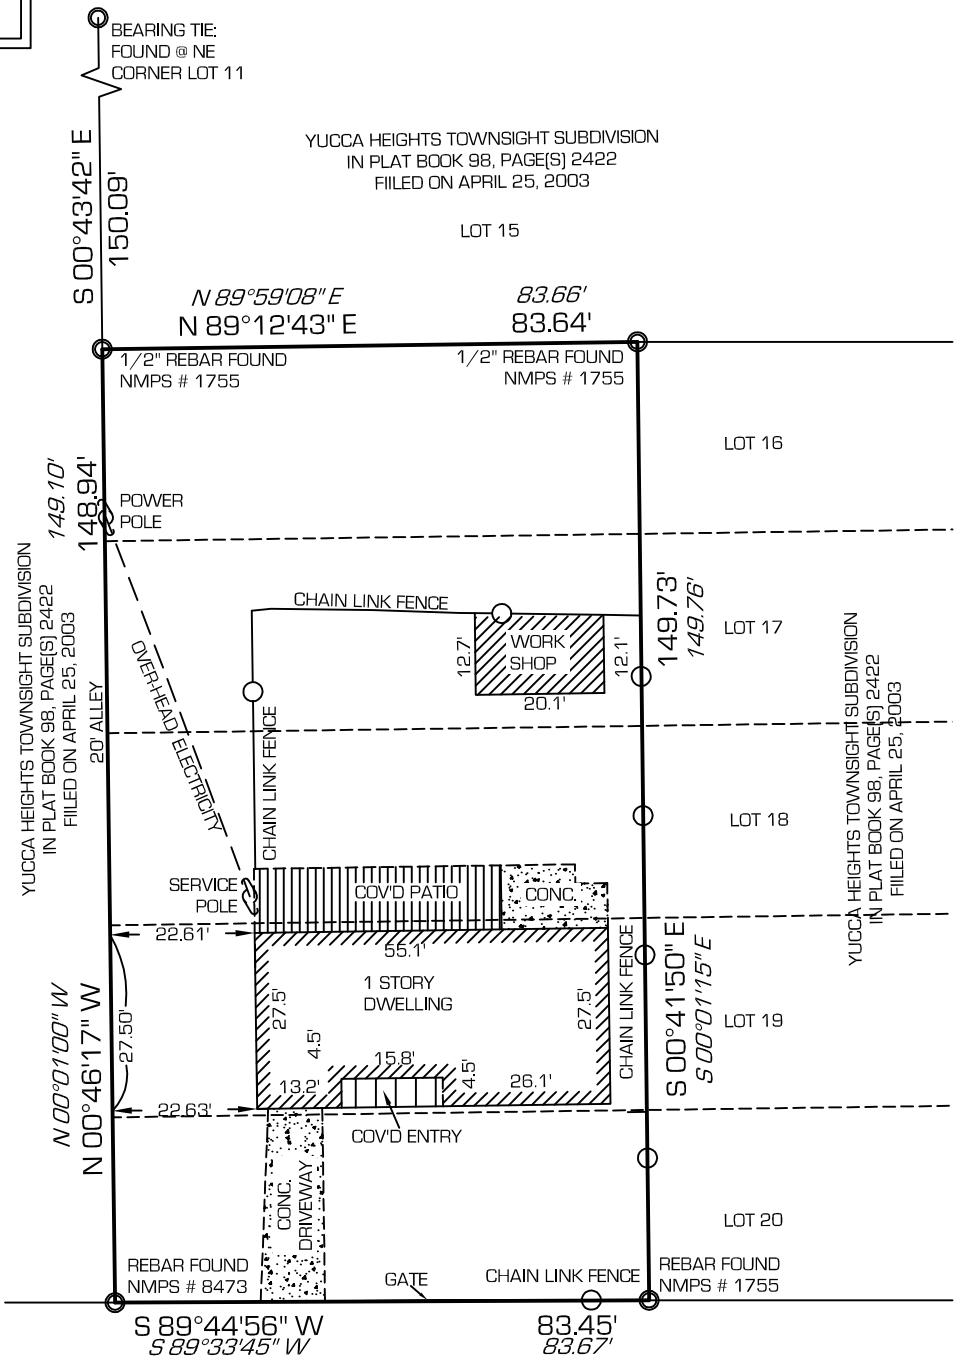 BEARING TIE:
FOUND @ NE
CORNER LOT 11
S 00°43'42" E
150.09'
YUCCA HEIGHTS TOWNSIGHT SUBDIVISION
IN PLAT BOOK 98, PAGE(S) 2422
FIILED ON APRIL 25, 2003
LOT 15
N 89°59'08" E
83.66'
N 89°12'43" E
83.64'
1/2" REBAR FOUND
NMPS # 1755
1/2" REBAR FOUND
NMPS # 1755
LOT 16
149.10'
148.94'
POWER
POLE
YUCCA HEIGHTS TOWNSIGHT SUBDIVISION
IN PLAT BOOK 98, PAGE(S) 2422
FIILED ON APRIL 25, 2003
20' ALLEY
OVER-HEAD ELECTRICITY
CHAIN LINK FENCE
CHAIN LINK FENCE
WORK
SHOP
12.7'
12.1'
20.1'
149.73'
149.76'
LOT 17
YUCCA HEIGHTS TOWNSIGHT SUBDIVISION
IN PLAT BOOK 98, PAGE(S) 2422
FIILED ON APRIL 25, 2003
LOT 18
SERVICE
POLE
COV'D PATIO
CONC.
22.61'
55.1'
1 STORY
DWELLING
27.5'
27.5'
4.5'
15.8'
4.5'
13.2'
26.1'
27.50'
22.63'
COV'D ENTRY
CHAIN LINK FENCE
S 00°41'50" E
S 00°01'15" E
LOT 19
N 00°01'00" W
N 00°46'17" W
CONC.
DRIVEWAY
LOT 20
REBAR FOUND
NMPS # 8473
GATE
CHAIN LINK FENCE
REBAR FOUND
NMPS # 1755
S 89°44'56" W
83.45'
S 89°33'45" W
83.67'